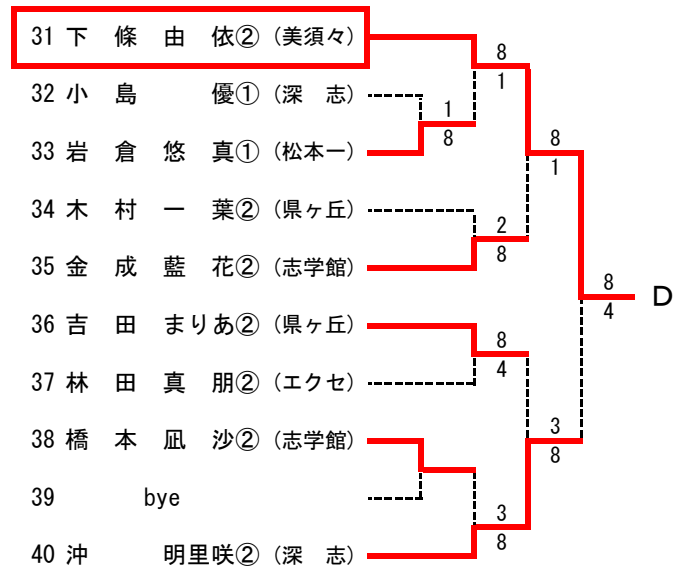 31 下 條 由 依② (美須々)
8
1
32 小 島 優① (深 志)
1
8
33 岩 倉 悠 真① (松本一)
8
1
34 木 村 一 葉② (県ヶ丘)
2
8
35 金 成 藍 花② (志学館)
8
4
D
36 吉 田 まりあ② (県ヶ丘)
8
4
37 林 田 真 朋② (エクセ)
38 橋 本 凪 沙② (志学館)
3
8
39 bye
3
8
40 沖 明里咲② (深 志)